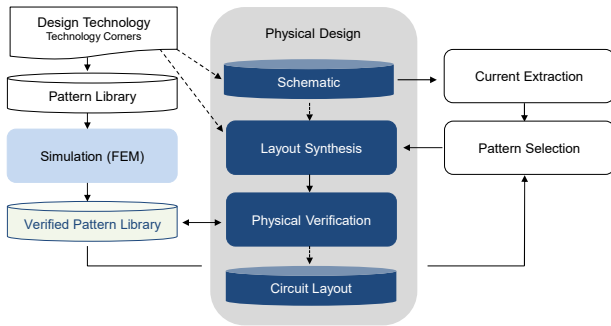 Design Technology
Technology Corners
Pattern Library
Simulation (FEM)
Verified Pattern Library
Physical Design
Schematic
Layout Synthesis
Physical Verification
Circuit Layout
Current Extraction
Pattern Selection